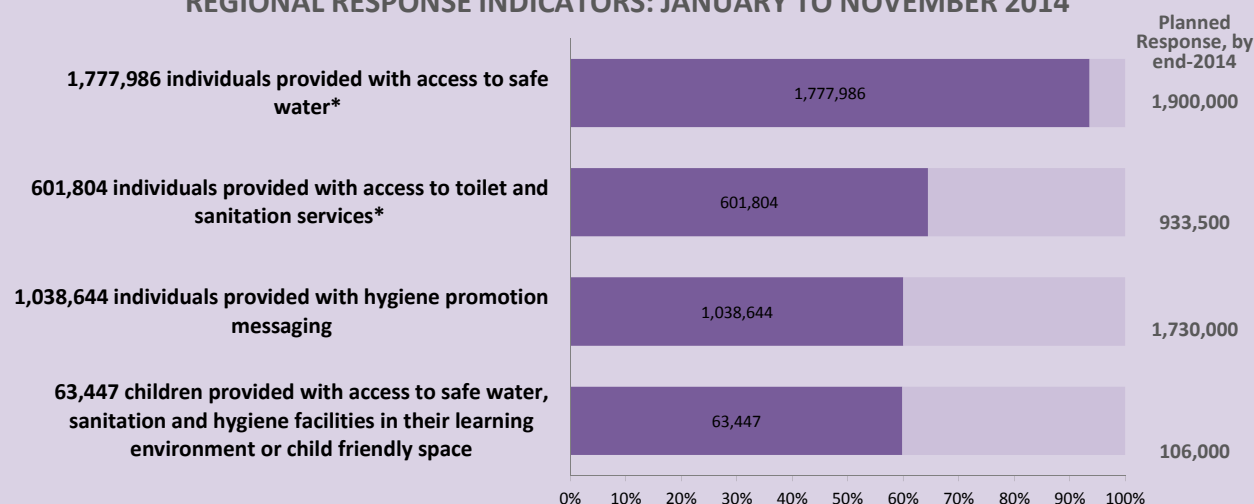 REGIONAL RESPONSE INDICATORS: JANUARY TO NOVEMBER 2014
Planned
Response, by
end-2014
1,777,986 individuals provided with access to safe
water*
1,777,986
1,900,000
601,804 individuals provided with access to toilet and
sanitation services*
601,804
933,500
1,038,644 individuals provided with hygiene promotion
messaging
1,038,644
1,730,000
63,447 children provided with access to safe water,
sanitation and hygiene facilities in their learning
environment or child friendly space
63,447
106,000
0% 10% 20% 30% 40% 50% 60% 70% 80% 90% 100%